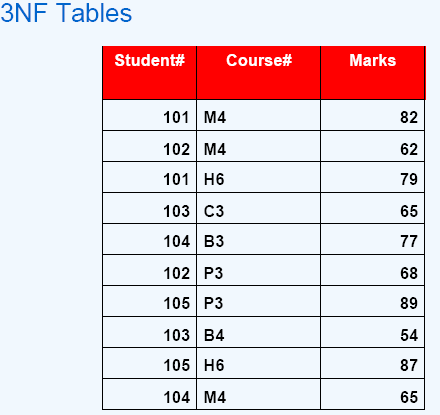 3NF Tables
Student# Course# Marks
101 M4 82
102 M4 62
101 H6 79
103 C3 65
104 B3 77
102 P3 68
105 P3 89
103 B4 54
105 H6 87
104 M4 65